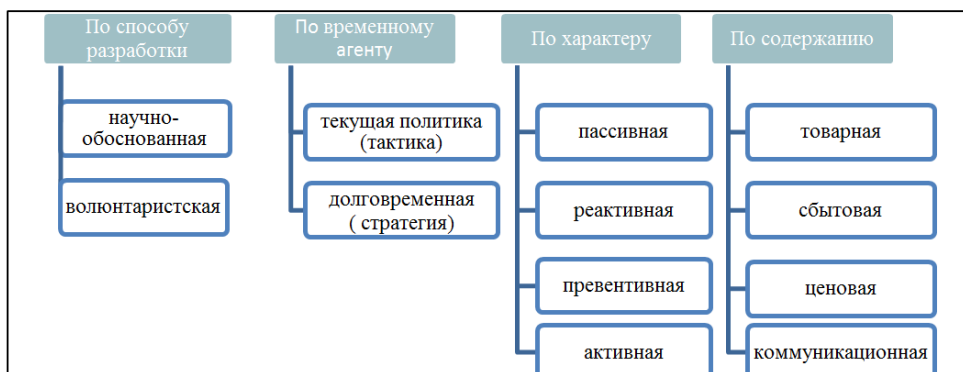 По способу
разработки
научно-
обоснованная
волюнтаристская
По временному
агенту
текущая политика
(тактика)
долговременная
( стратегия)
По характеру
пассивная
реактивная
превентивная
активная
По содержанию
товарная
сбытовая
ценовая
коммуникационная